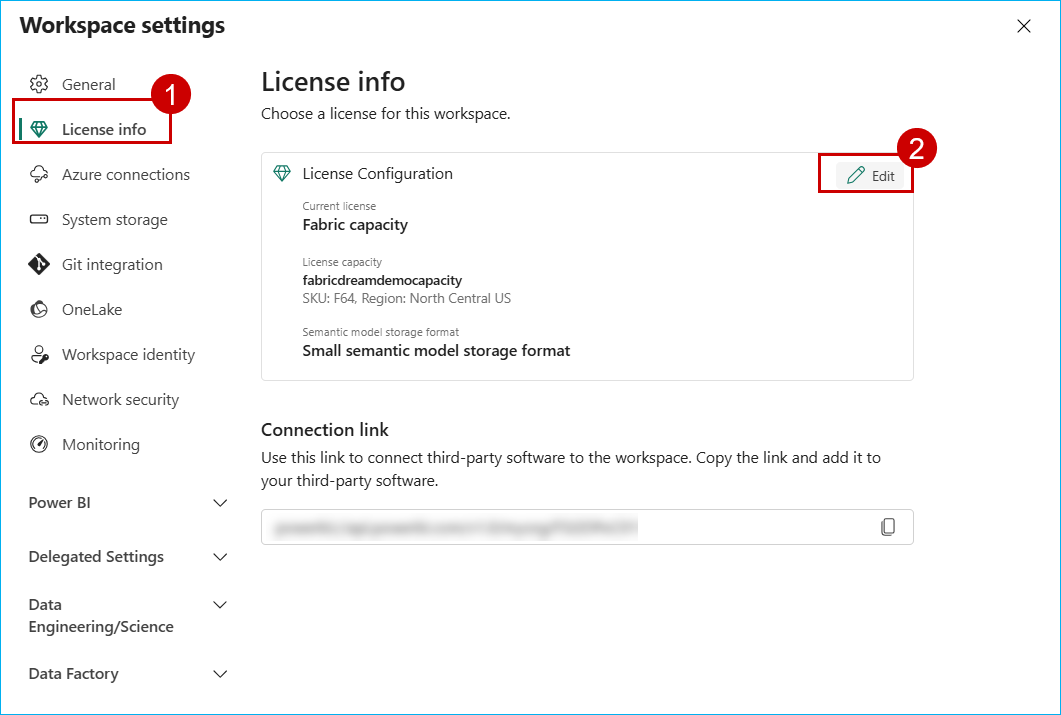 Workspace settings
General
1
License info
Azure connections
System storage
Git integration
OneLake
Workspace identity
Network security
Monitoring
Power BI
Delegated Settings
Data
Engineering/Science
Data Factory
License info
Choose a license for this workspace.
License Configuration
2
Edit
Current license
Fabric capacity
License capacity
fabricdreamdemocapacity
SKU: F64, Region: North Central US
Semantic model storage format
Small semantic model storage format
Connection link
Use this link to connect third-party software to the workspace. Copy the link and add it to
your third-party software.